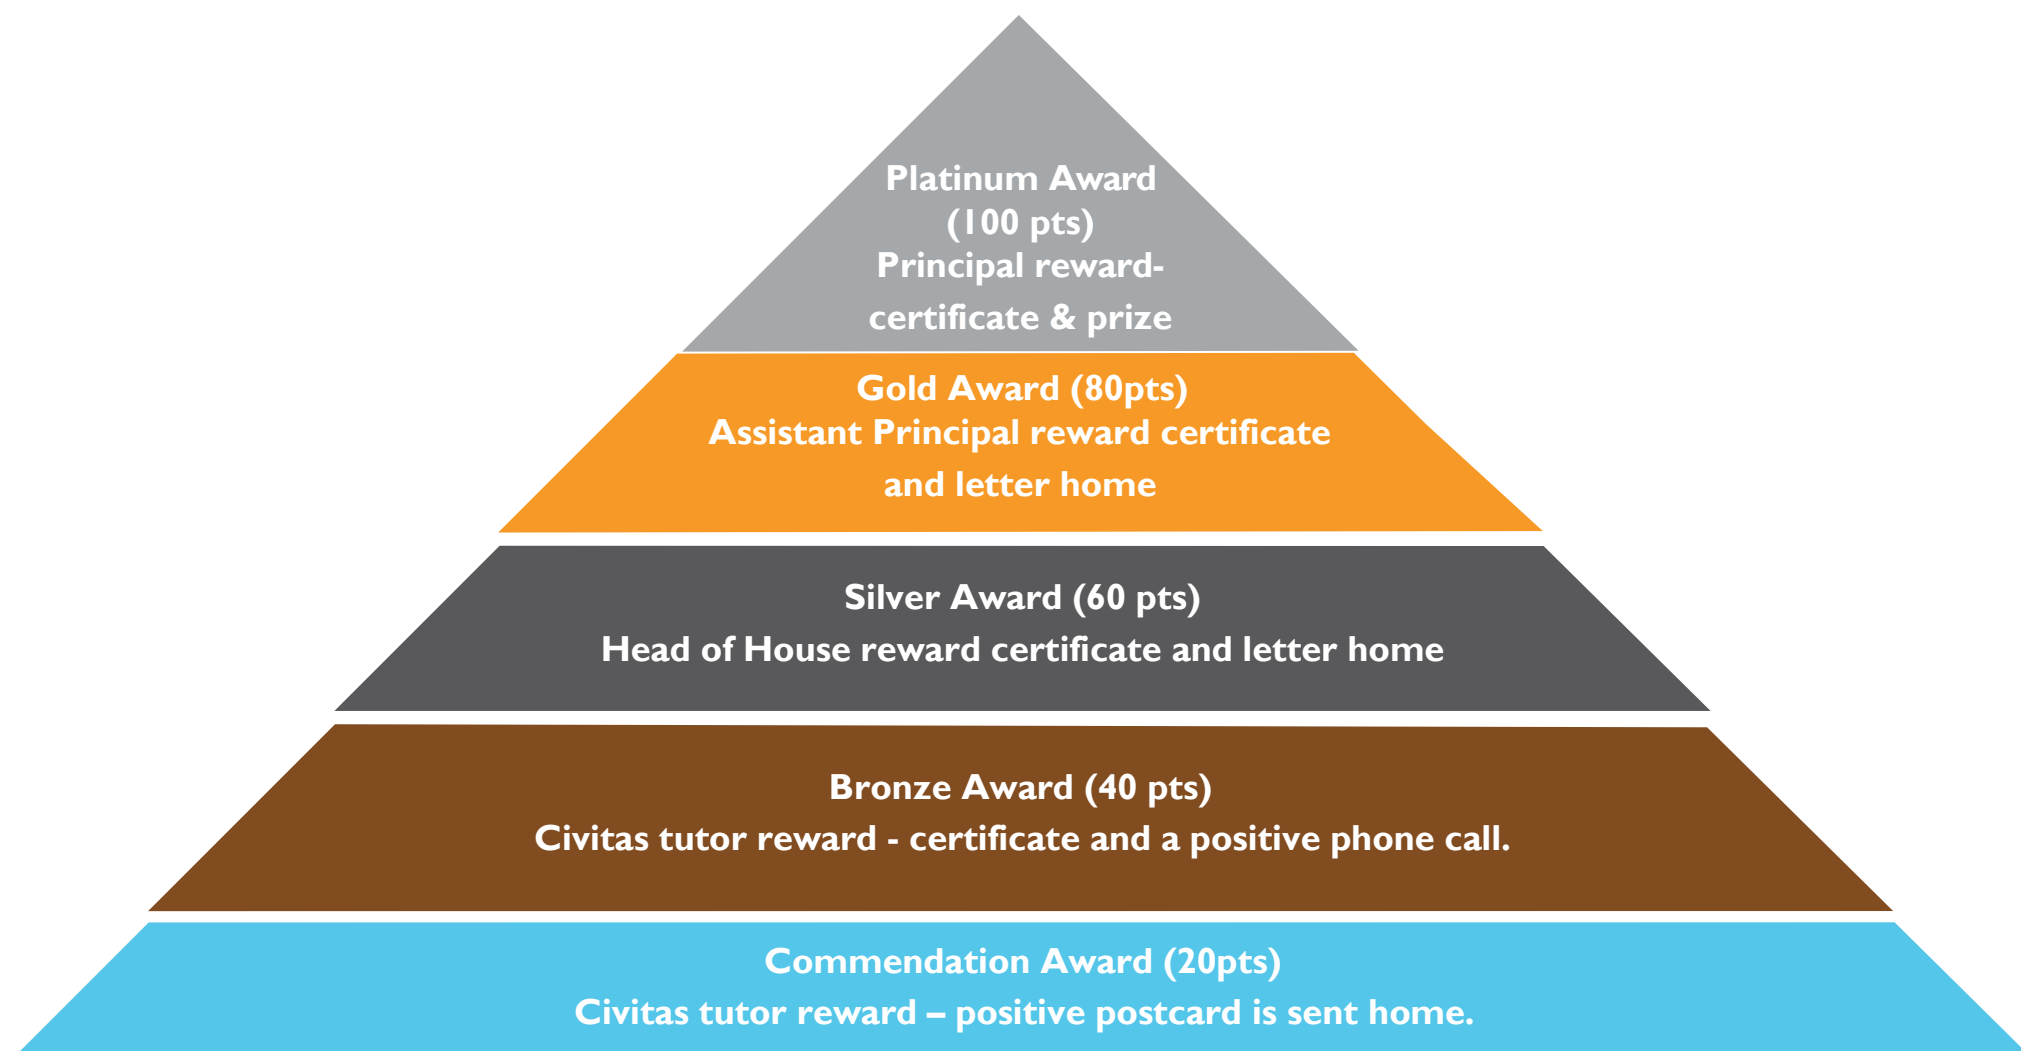 Platinum Award
(100 pts)
Principal reward-
certificate & prize
Gold Award (80pts)
Assistant Principal reward certificate
and letter home
Silver Award (60 pts)
Head of House reward certificate and letter home
Bronze Award (40 pts)
Civitas tutor reward - certificate and a positive phone call.
Commendation Award (20pts)
Civitas tutor reward – positive postcard is sent home.